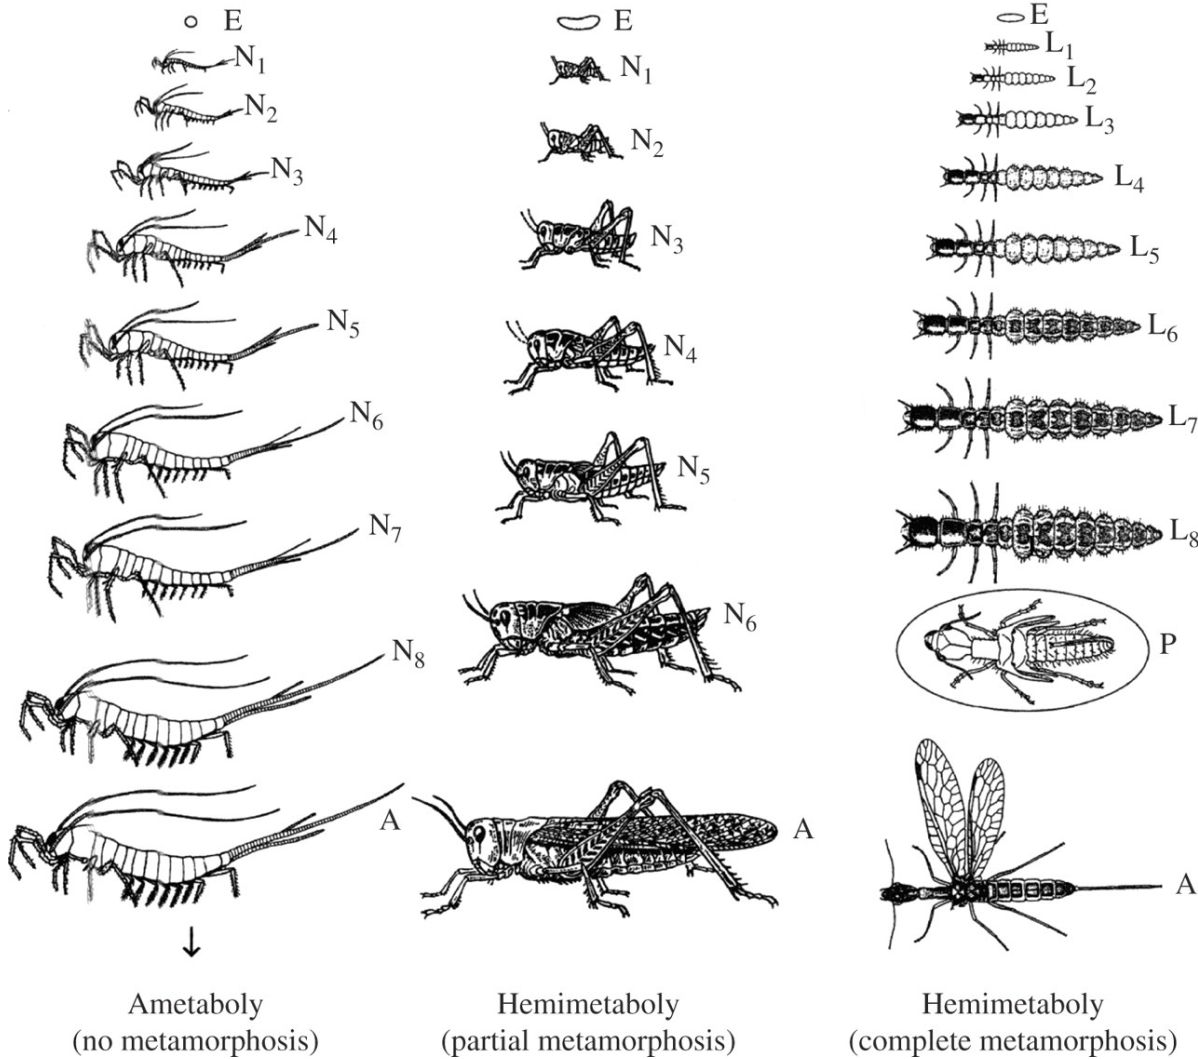 E
N1
N2
N3
N4
N5
N6
N7
N8
A
Ametaboly
(no metamorphosis)
E
N1
N2
N3
N4
N5
N6
A
Hemimetaboly
(partial metamorphosis)
E
L1
L2
L3
L4
L5
L6
L7
L8
P
A
Hemimetaboly
(complete metamorphosis)